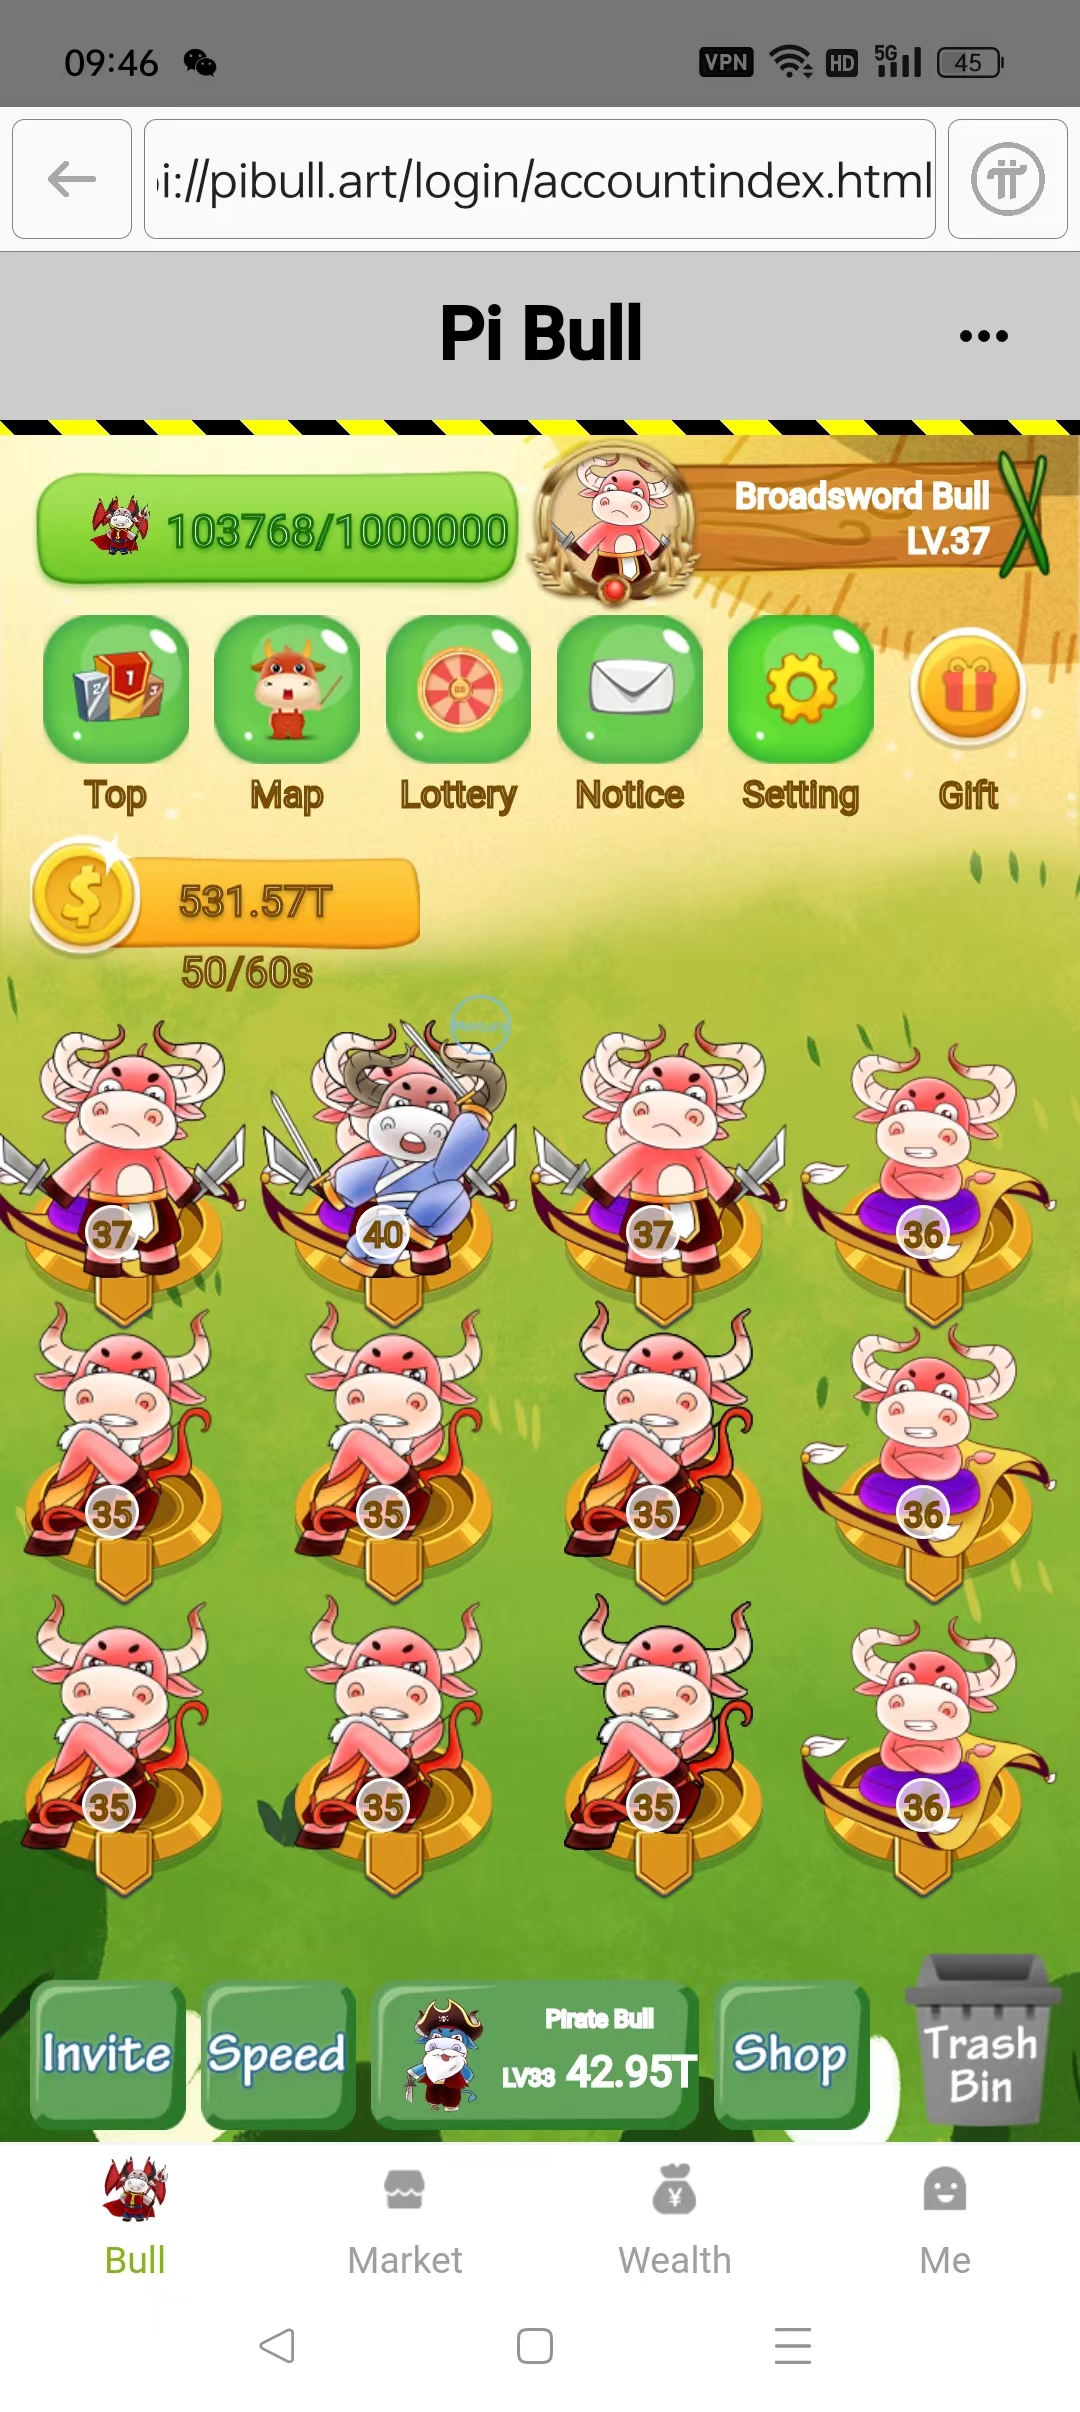 09:46
VPN HD 5G 45
i://pibull.art/login/accountindex.html
Pi Bull
103768/1000000
Broadsword Bull
LV.37
Top Map Lottery Notice Setting Gift
531.57T
50/60s
37 40 37 36
35 35 35 36
35 35 35 36
Invite Speed
Pirate Bull
LV33 42.95T
Shop
Trash
Bin
Bull Market Wealth Me